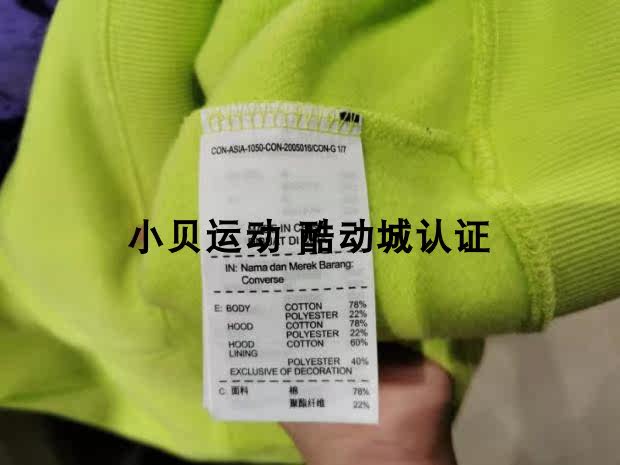 CON-ASIA-1050-CON-2005016/CON-G 1/7
小贝运动 酷动城认证
IN: Nama dan Merek Barang:
Converse
E: BODY COTTON 78%
POLYESTER 22%
HOOD COTTON 78%
POLYESTER 22%
HOOD COTTON 60%
LINING
POLYESTER 40%
EXCLUSIVE OF DECORATION
C: 面料 棉 78%
聚酯纤维 22%